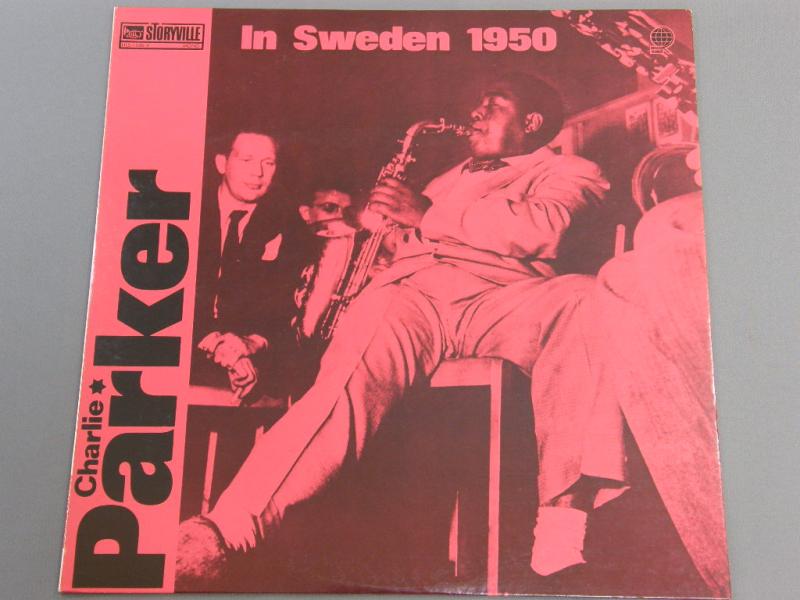 STORYVILLE
In Sweden 1950
Charlie★
Parker